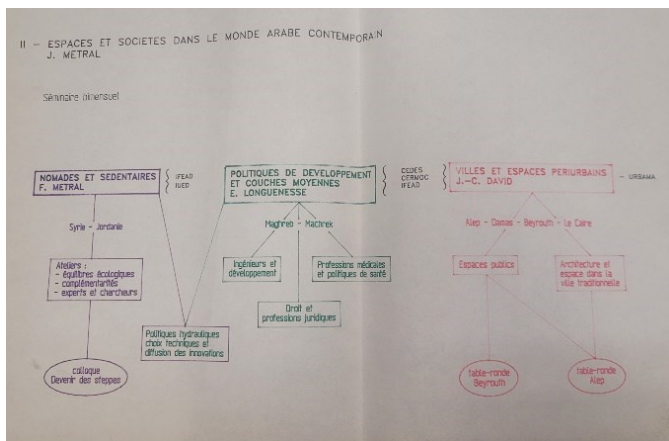 II - ESPACES ET SOCIETES DANS LE MONDE ARABE CONTEMPORAIN
J. METRAL
Séminaire bimensuel
NOMADES ET SEDENTAIRES
F. METRAL
IFEAD
IUED
POLITIQUES DE DEVELOPPEMENT
ET COUCHES MOYENNES
E. LONGUENESSE
CEDES
CERMOC
IFEAD
VILLES ET ESPACES PERIURBAINS
J.-C. DAVID
- URBAMA
Syrie - Jordanie
Maghreb - Machrek
Alep - Damas - Beyrouth - Le Caire
Ateliers :
- équilibres écologiques
- complémentarités
- experts et chercheurs
Ingénieurs et
développement
Professions médicales
et politiques de santé
Espaces publics
Architecture et
espace dans la
ville traditionnelle
Droit et
professions juridiques
Politiques hydrauliques
choix techniques et
diffusion des innovations
colloque
Devenir des steppes
table-ronde
Beyrouth
table-ronde
Alep